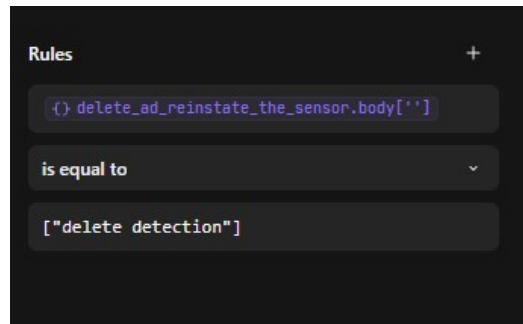 Rules +
{} delete_ad_reinstate_the_sensor.body['']
is equal to
["delete detection"]